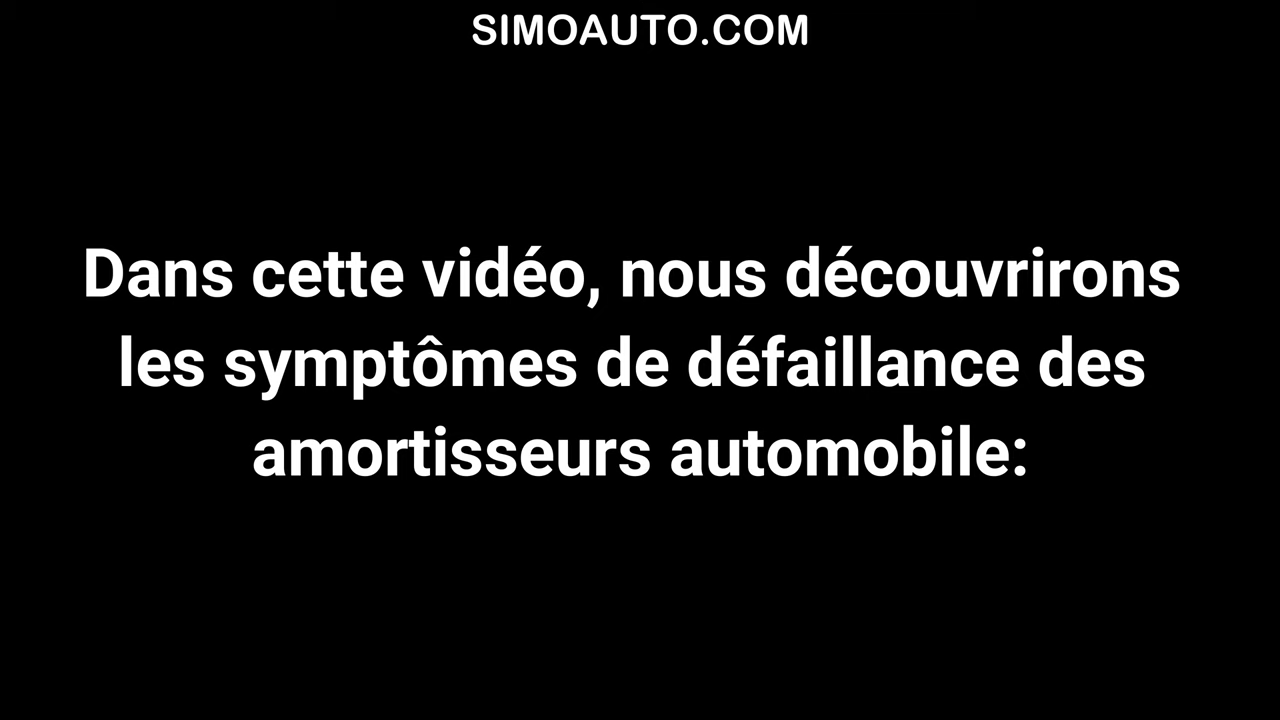 SIMOAUTO.COM
Dans cette vidéo, nous découvrirons
les symptômes de défaillance des
amortisseurs automobile: